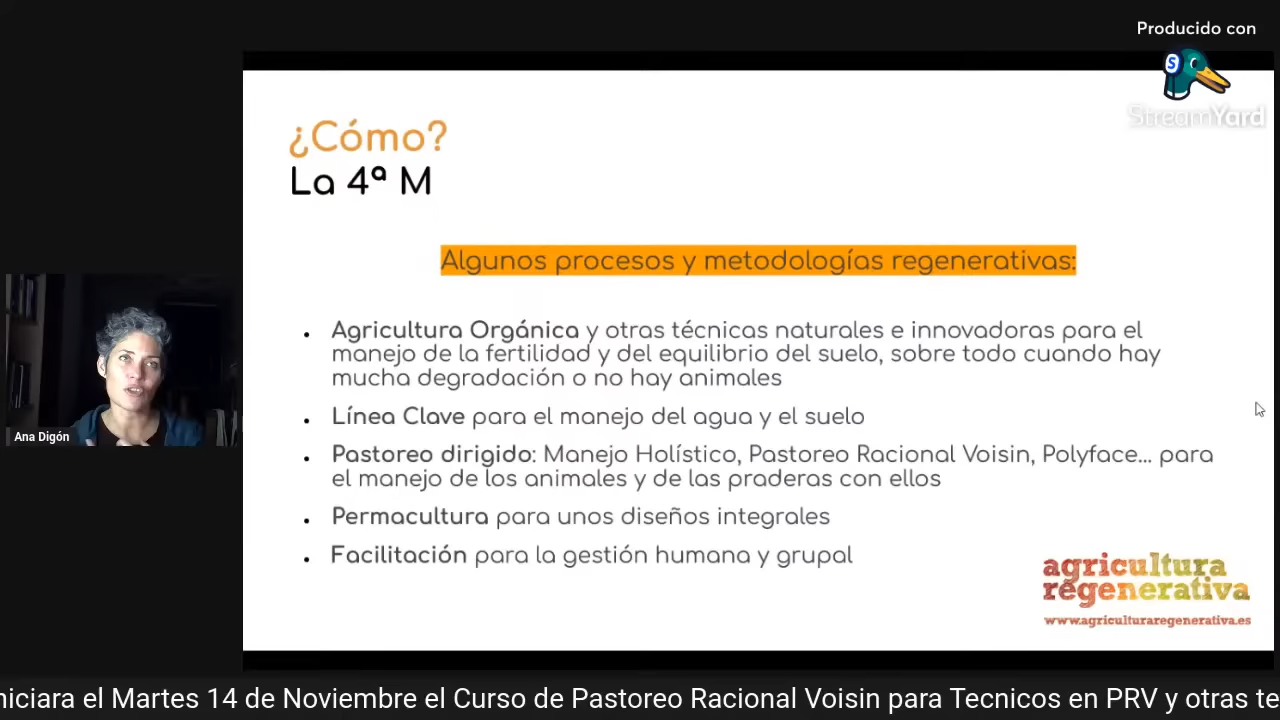 Producido con
StreamYard
¿Cómo?
La 4ª M
Algunos procesos y metodologías regenerativas:
Agricultura Orgánica y otras técnicas naturales e innovadoras para el
manejo de la fertilidad y del equilibrio del suelo, sobre todo cuando hay
mucha degradación o no hay animales
Línea Clave para el manejo del agua y el suelo
Pastoreo dirigido: Manejo Holístico, Pastoreo Racional Voisin, Polyface... para
el manejo de los animales y de las praderas con ellos
Permacultura para unos diseños integrales
Facilitación para la gestión humana y grupal
agricultura
regenerativa
www.agriculturaregenerativa.es
Ana Digón
niciara el Martes 14 de Noviembre el Curso de Pastoreo Racional Voisin para Tecnicos en PRV y otras te